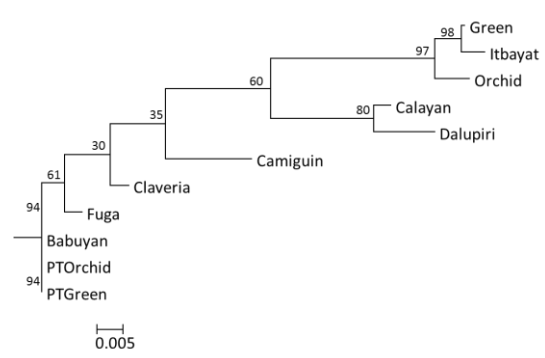 98 Green
97 Itbayat
60 Orchid
80 Calayan
35 Dalupiri
30 Camiguin
61 Claveria
94 Fuga
Babuyan
PTOrchid
94 PTGreen
0.005